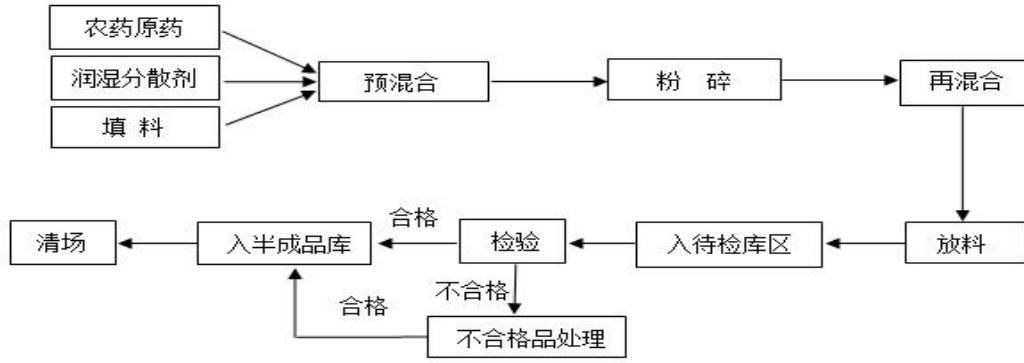 农药原药
润湿分散剂
填 料
预混合
粉 碎
再混合
清场
入半成品库
合格
检验
入待检库区
放料
不合格
合格
不合格品处理